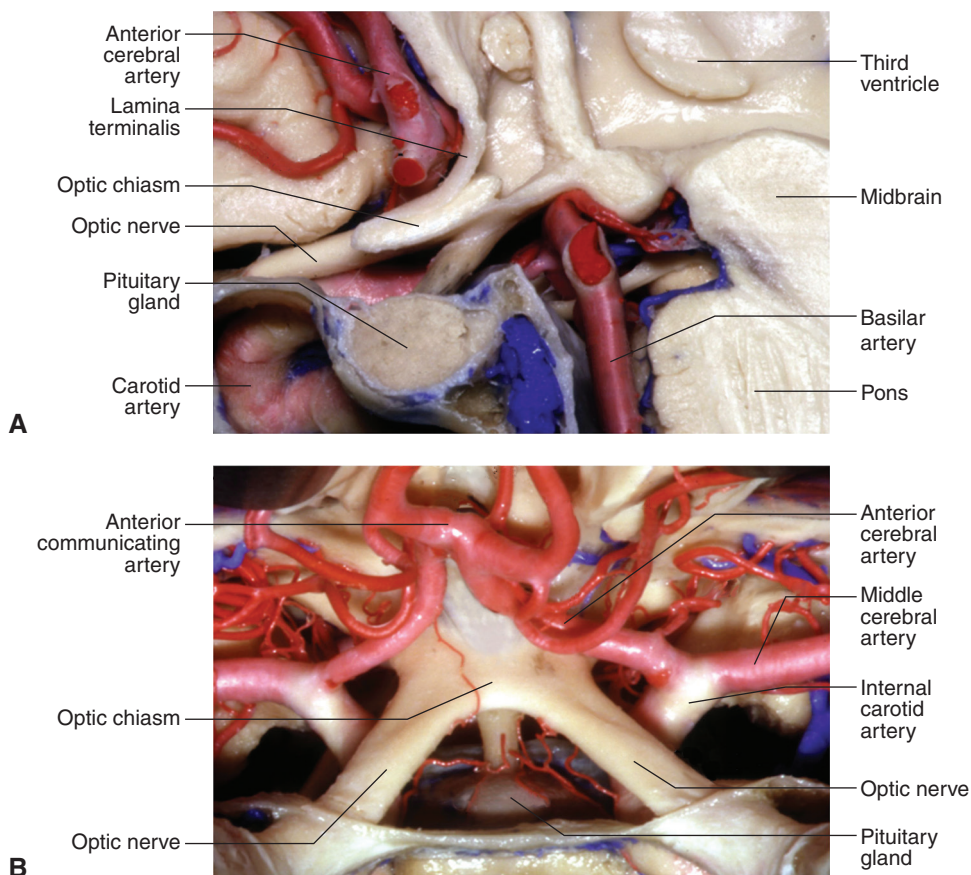 Anterior
cerebral
artery
Lamina
terminalis
Optic chiasm
Optic nerve
Pituitary
gland
Carotid
artery
Third
ventricle
Midbrain
Basilar
artery
Pons
A
Anterior
communicating
artery
Optic chiasm
Optic nerve
Anterior
cerebral
artery
Middle
cerebral
artery
Internal
carotid
artery
Optic nerve
Pituitary
gland
B